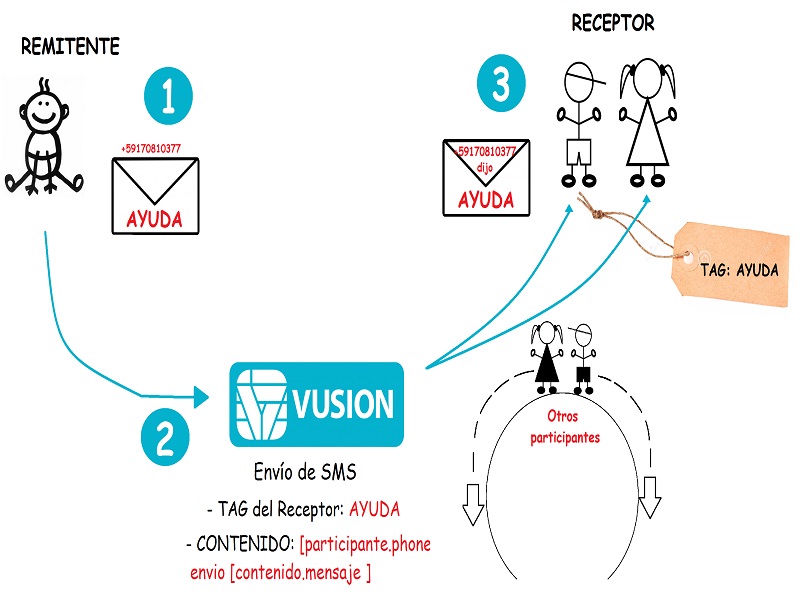 REMITENTE
1
+59170810377
AYUDA
3
RECEPTOR
+59170810377
dijo
AYUDA
TAG: AYUDA
VUSION
2
Envío de SMS
- TAG del Receptor: AYUDA
- CONTENIDO: [participante.phone
envio [contenido.mensaje ]
Otros
participantes